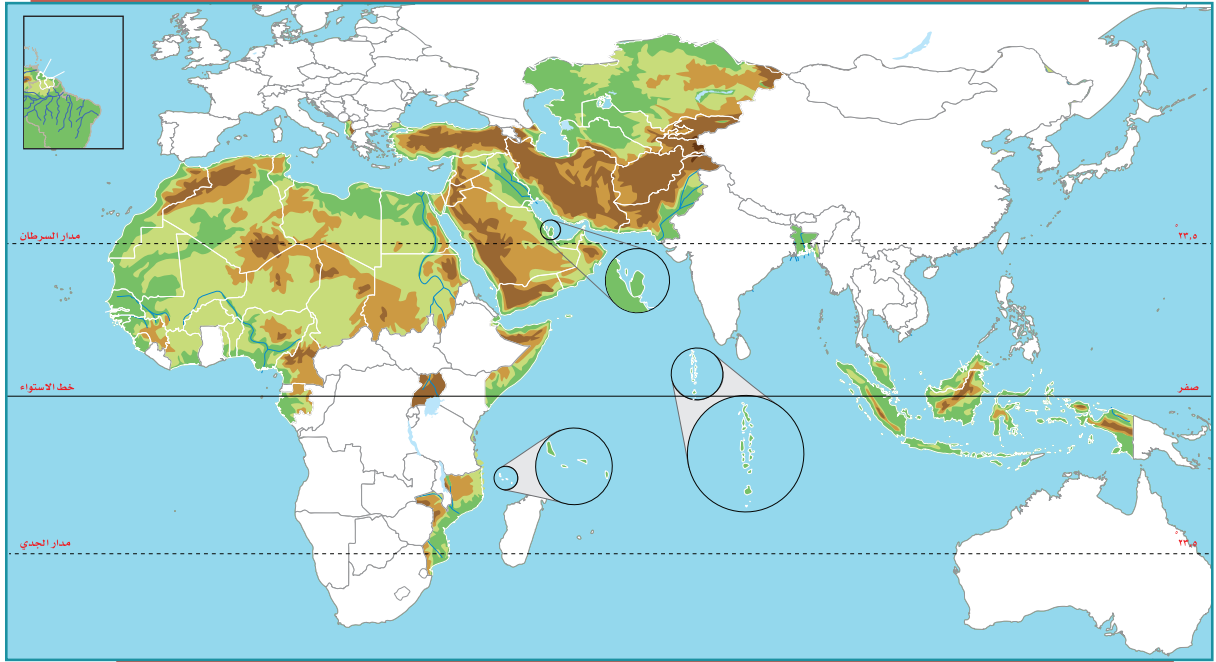 مدار السرطان
°٢٣,٥
خط الاستواء
صفر
مدار الجدي
°٢٣,٥